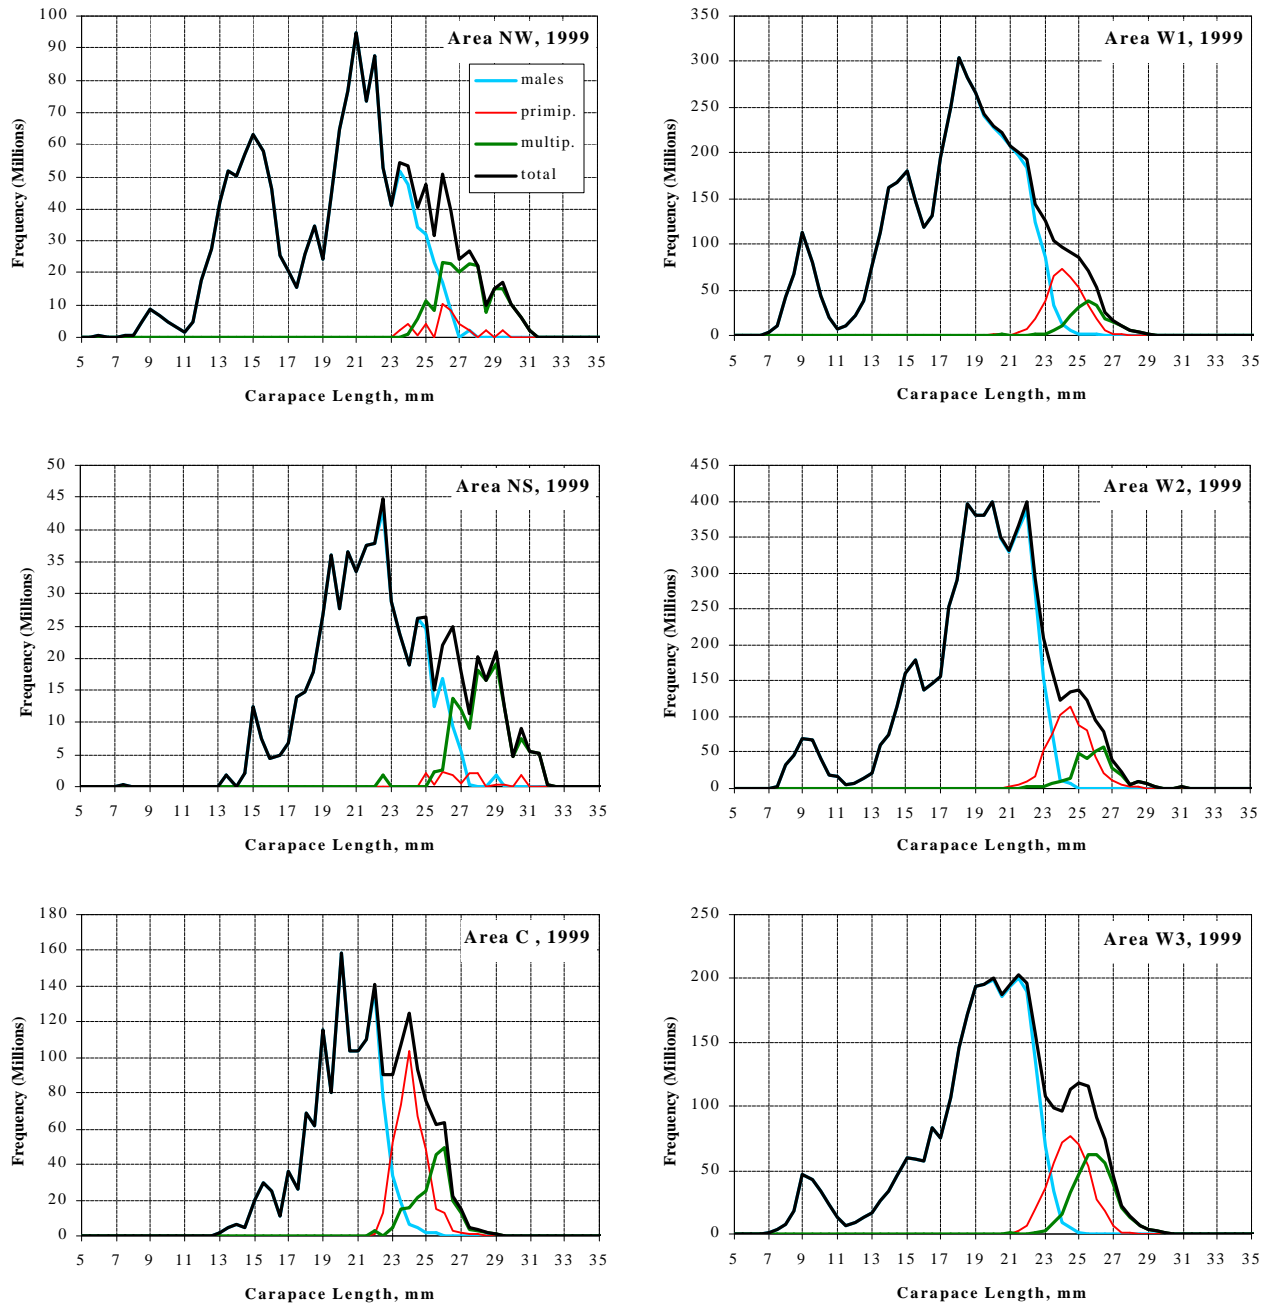 Area NW, 1999
Frequency (Millions)
100
90
80
70
60
50
40
30
20
10
0
males
primip.
multip.
total
5 7 9 11 13 15 17 19 21 23 25 27 29 31 33 35
Carapace Length, mm
Area W1, 1999
Frequency (Millions)
350
300
250
200
150
100
50
0
5 7 9 11 13 15 17 19 21 23 25 27 29 31 33 35
Carapace Length, mm
Area NS, 1999
Frequency (Millions)
50
45
40
35
30
25
20
15
10
5
0
5 7 9 11 13 15 17 19 21 23 25 27 29 31 33 35
Carapace Length, mm
Area W2, 1999
Frequency (Millions)
450
400
350
300
250
200
150
100
50
0
5 7 9 11 13 15 17 19 21 23 25 27 29 31 33 35
Carapace Length, mm
Area C , 1999
Frequency (Millions)
180
160
140
120
100
80
60
40
20
0
5 7 9 11 13 15 17 19 21 23 25 27 29 31 33 35
Carapace Length, mm
Area W3, 1999
Frequency (Millions)
250
200
150
100
50
0
5 7 9 11 13 15 17 19 21 23 25 27 29 31 33 35
Carapace Length, mm